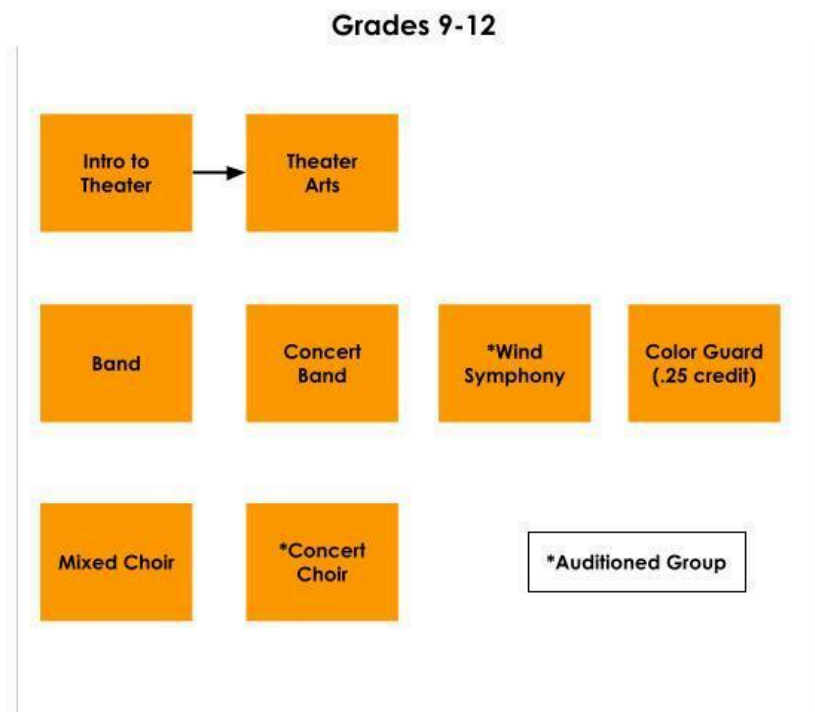 Grades 9-12
Intro to
Theater
Theater
Arts
Band
Concert
Band
*Wind
Symphony
Color Guard
(.25 credit)
Mixed Choir
*Concert
Choir
*Auditioned Group